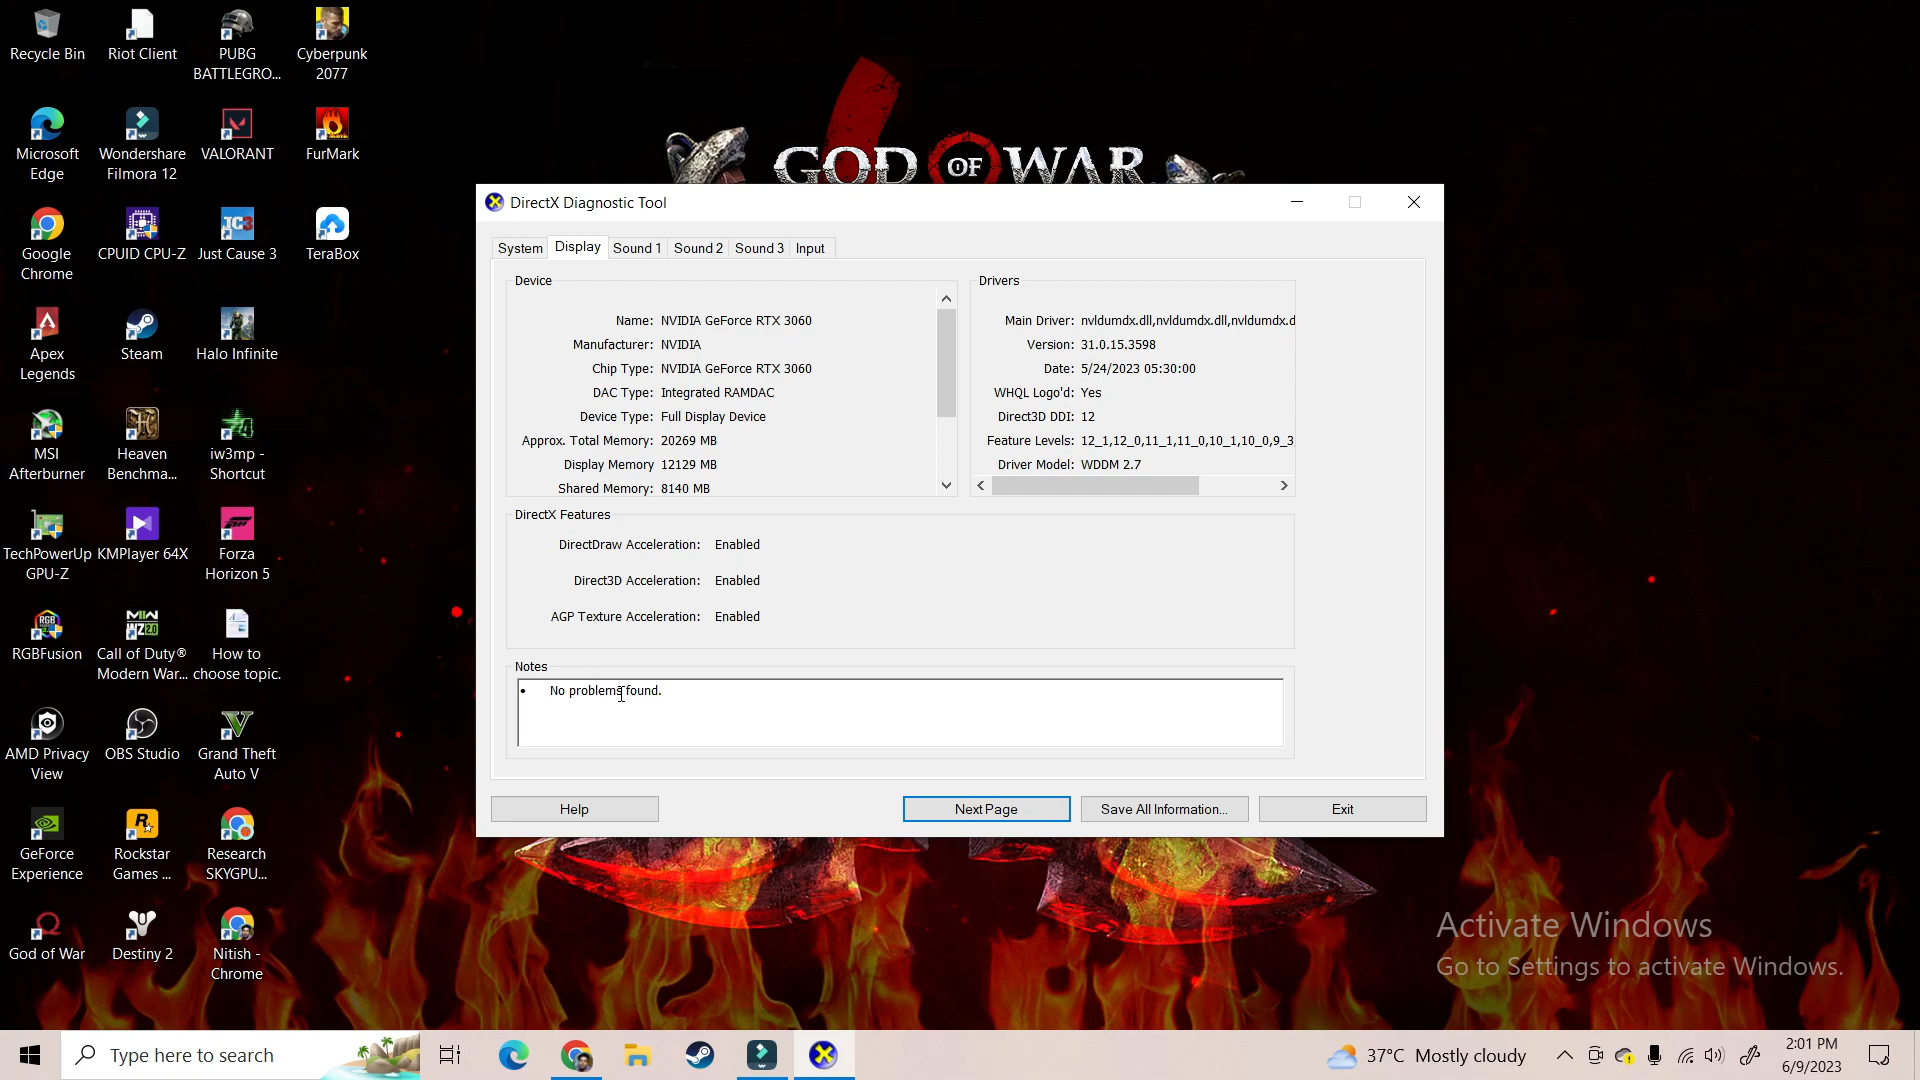 Recycle Bin
Riot Client
PUBG
BATTLEGRO...
Cyberpunk
2077
Microsoft
Edge
Wondershare
Filmora 12
VALORANT
FurMark
Google
Chrome
CPUID CPU-Z
Just Cause 3
TeraBox
Apex
Legends
Steam
Halo Infinite
MSI
Afterburner
Heaven
Benchma...
iw3mp -
Shortcut
TechPowerUp
GPU-Z
KMPlayer 64X
Forza
Horizon 5
RGBFusion
Call of Duty®
Modern War...
How to
choose topic.
AMD Privacy
View
OBS Studio
Grand Theft
Auto V
GeForce
Experience
Rockstar
Games ...
Research
SKYGPU...
God of War
Destiny 2
Nitish -
Chrome
GOD OF WAR
DirectX Diagnostic Tool
System Display Sound 1 Sound 2 Sound 3 Input
Device
Name: NVIDIA GeForce RTX 3060
Manufacturer: NVIDIA
Chip Type: NVIDIA GeForce RTX 3060
DAC Type: Integrated RAMDAC
Device Type: Full Display Device
Approx. Total Memory: 20269 MB
Display Memory 12129 MB
Shared Memory: 8140 MB
Drivers
Main Driver: nvldumdx.dll,nvldumdx.dll,nvldumdx.d
Version: 31.0.15.3598
Date: 5/24/2023 05:30:00
WHQL Logo'd: Yes
Direct3D DDI: 12
Feature Levels: 12_1,12_0,11_1,11_0,10_1,10_0,9_3
Driver Model: WDDM 2.7
DirectX Features
DirectDraw Acceleration: Enabled
Direct3D Acceleration: Enabled
AGP Texture Acceleration: Enabled
Notes
• No problems found.
Help
Next Page
Save All Information...
Exit
Activate Windows
Go to Settings to activate Windows.
Type here to search
37°C Mostly cloudy
2:01 PM
6/9/2023